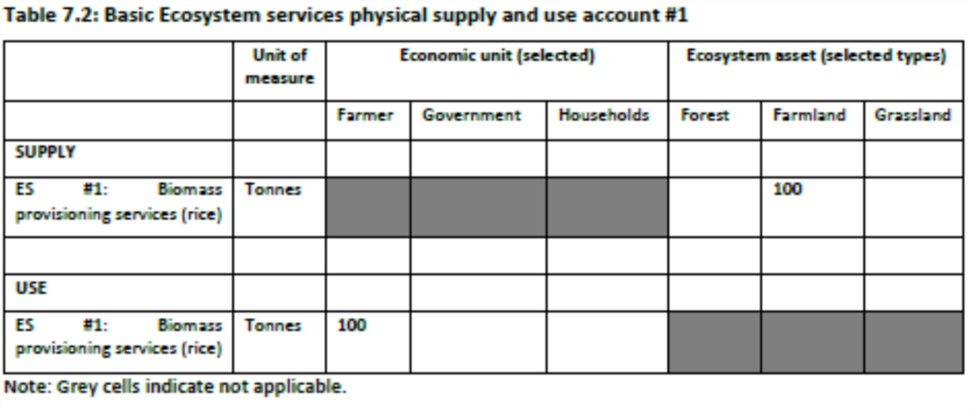 Table 7.2: Basic Ecosystem services physical supply and use account #1
Unit of measure Economic unit (selected) Ecosystem asset (selected types)
Farmer Government Households Forest Farmland Grassland
SUPPLY
ES #1: Biomass provisioning services (rice) Tonnes 100
USE
ES #1: Biomass provisioning services (rice) Tonnes 100
Note: Grey cells indicate not applicable.